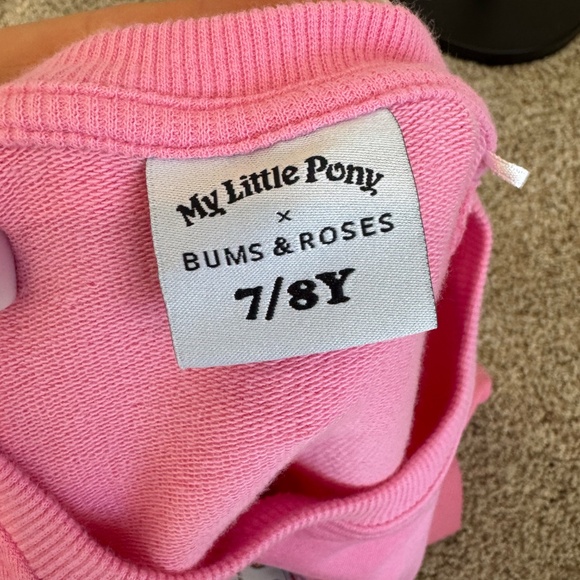 My Little Pony
×
BUMS & ROSES
7/8Y